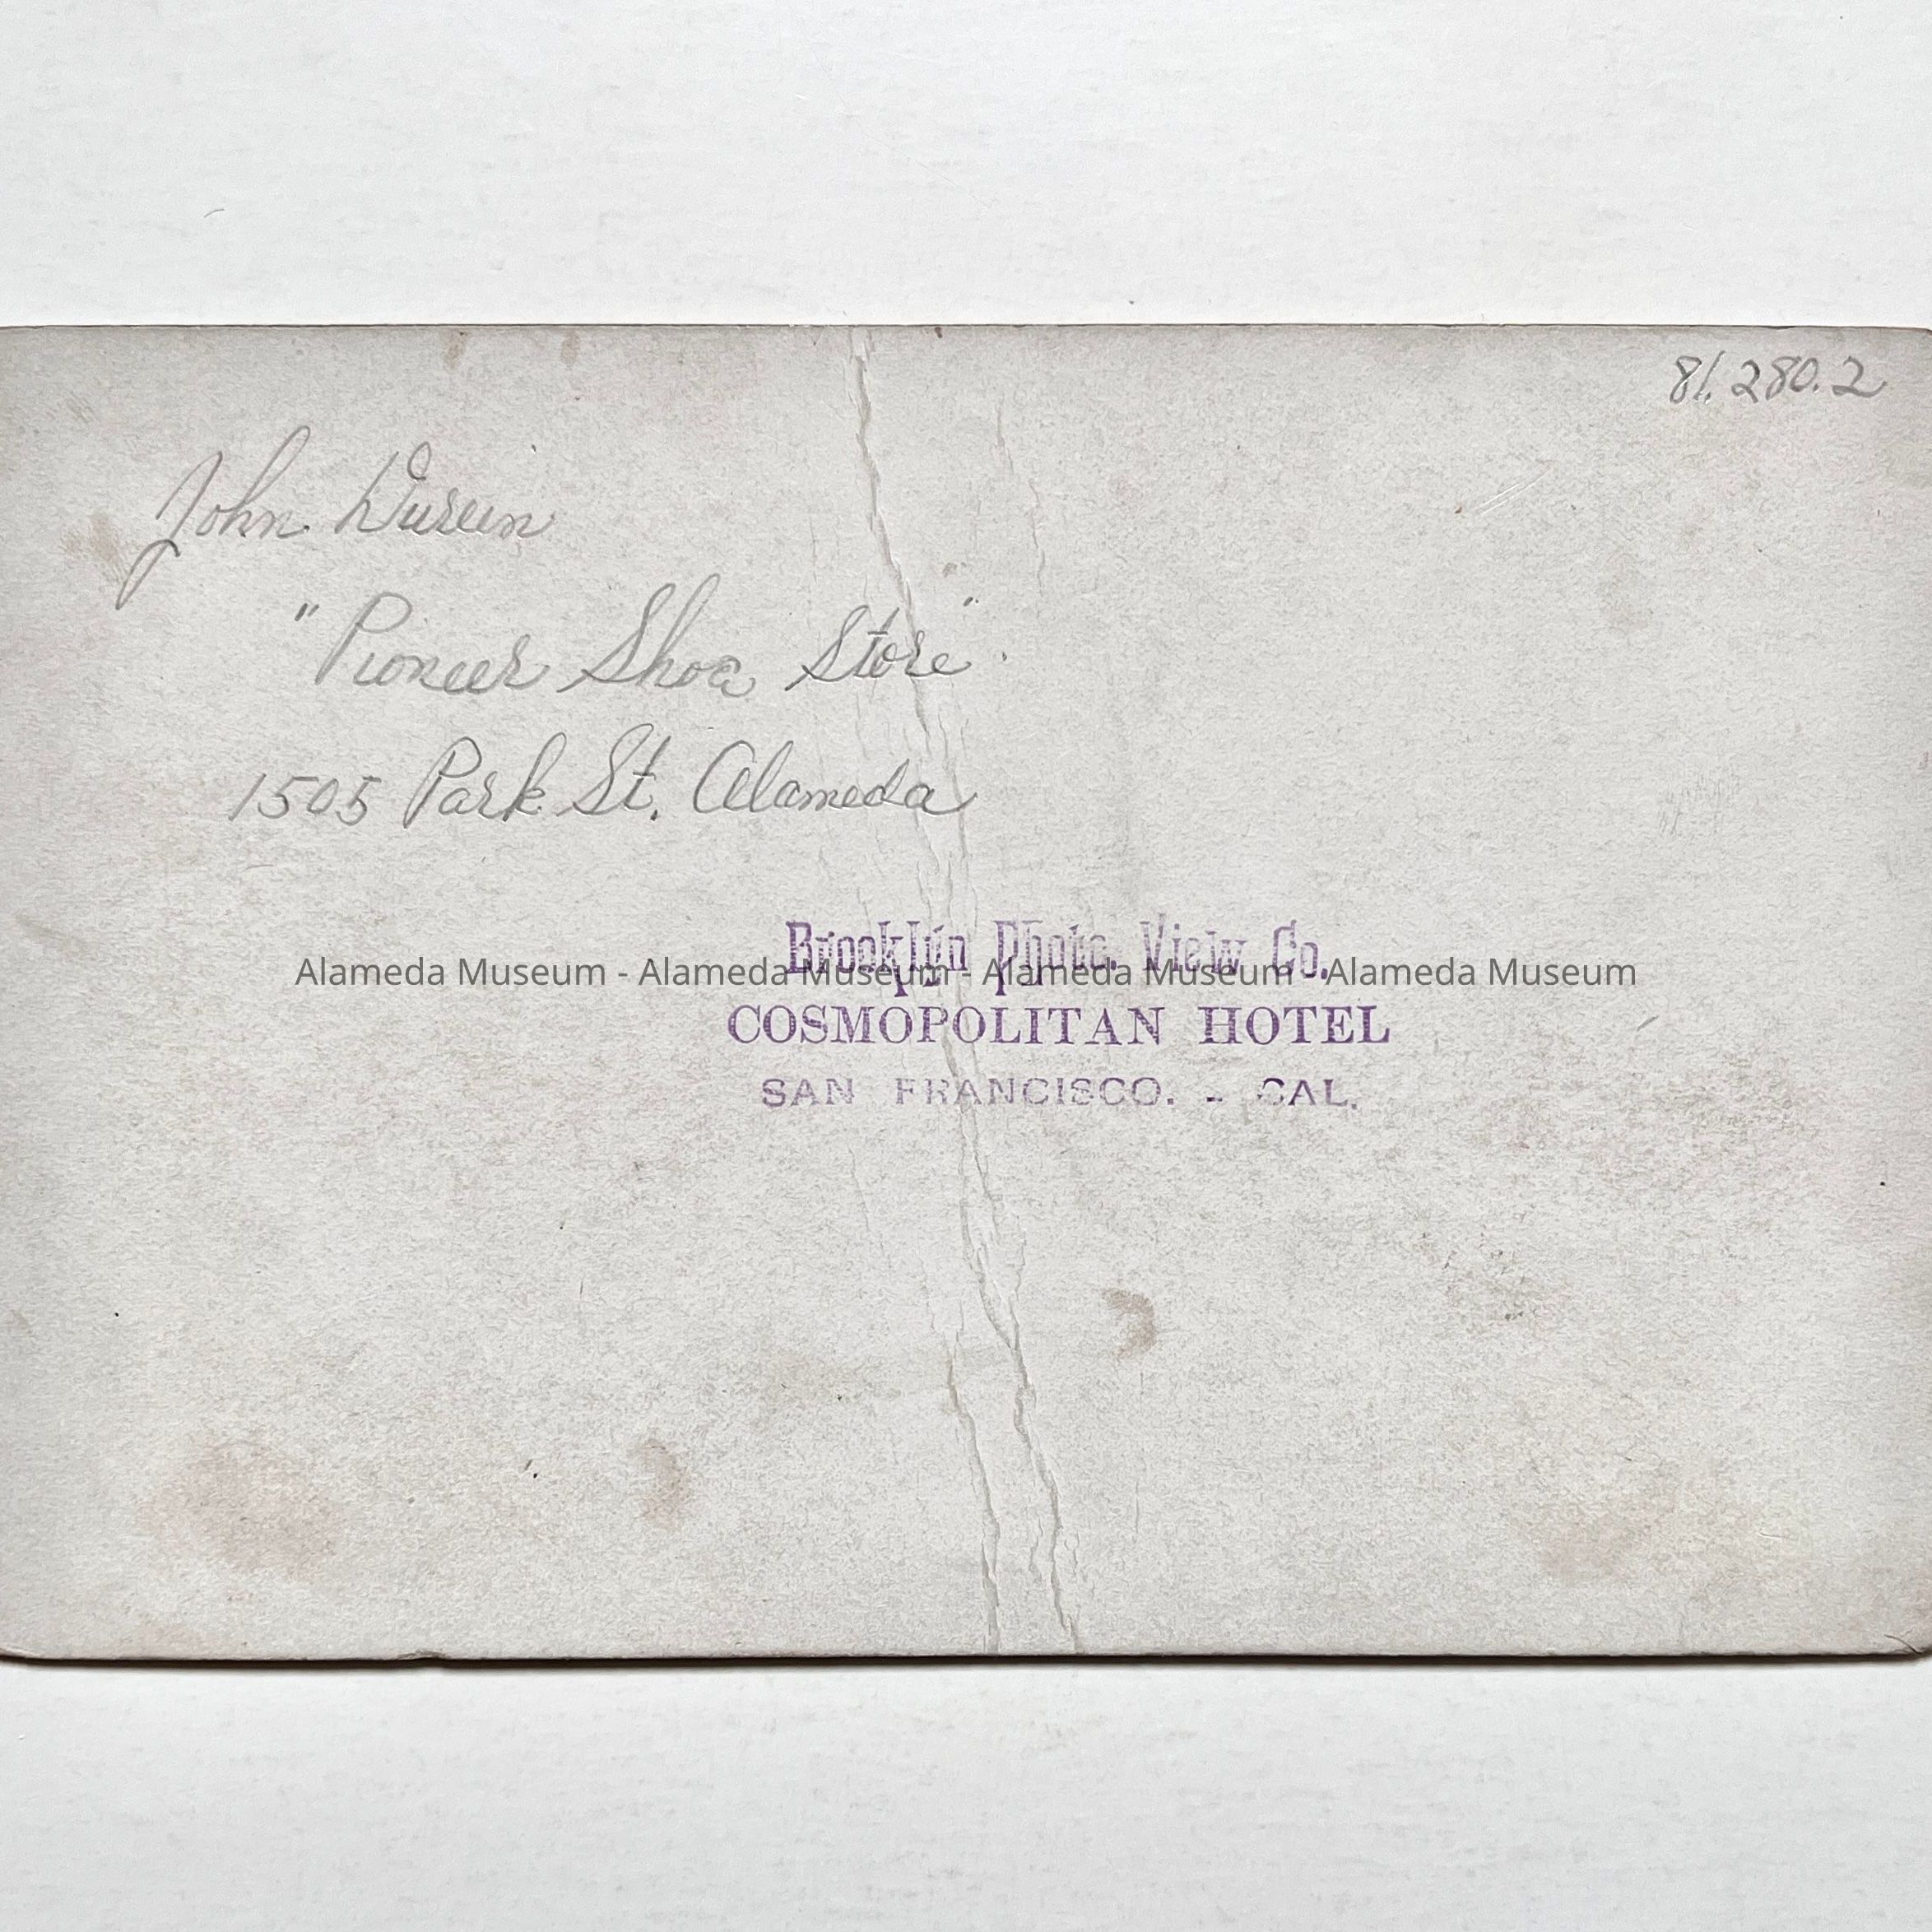 81.280.2
John Durein
"Pioneer Shoe Store".
1505 Park St. Alameda
Brooklyn Photo. View Co.
Alameda Museum - Alameda Museum - Alameda Museum - Alameda Museum
COSMOPOLITAN HOTEL
SAN FRANCISCO. - CAL.